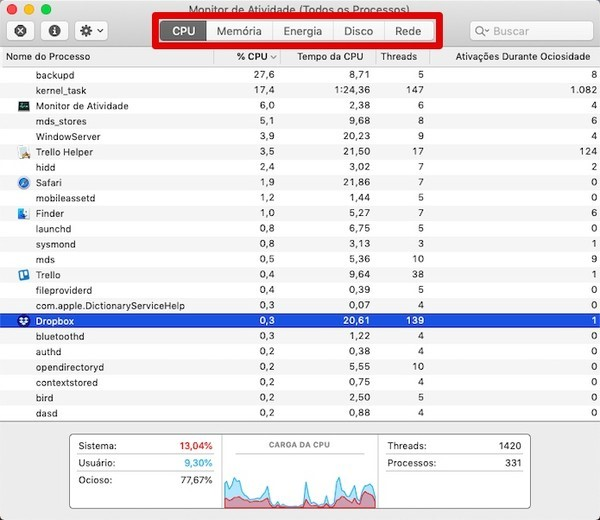 Monitor de Atividade (Todos os Processos)
CPU Memória Energia Disco Rede Buscar
Nome do Processo % CPU Tempo da CPU Threads Ativações Durante Ociosidade
backupd 27,6 8,71 5 8
kernel_task 17,4 1:24,36 147 1.082
Monitor de Atividade 6,0 2,38 6 4
mds_stores 5,1 9,68 8 6
WindowServer 3,9 20,23 9 4
Trello Helper 3,5 21,50 17 124
hidd 2,4 3,02 7 2
Safari 1,9 21,86 7 0
mobileassetd 1,2 1,44 5 0
Finder 1,0 5,27 7 6
launchd 0,8 6,75 5 0
sysmond 0,8 3,13 3 1
mds 0,5 5,36 10 9
Trello 0,4 9,64 38 1
fileproviderd 0,4 0,39 5 0
com.apple.DictionaryServiceHelp 0,3 0,07 4 0
Dropbox 0,3 20,61 139 1
bluetoothd 0,3 1,22 4 0
authd 0,2 0,38 4 0
opendirectoryd 0,2 5,55 10 0
contextstored 0,2 0,75 4 0
bird 0,2 2,50 5 0
dasd 0,2 0,88 4 0
Sistema: 13,04% CARGA DA CPU Threads: 1420
Usuário: 9,30% Processos: 331
Ocioso: 77,67%